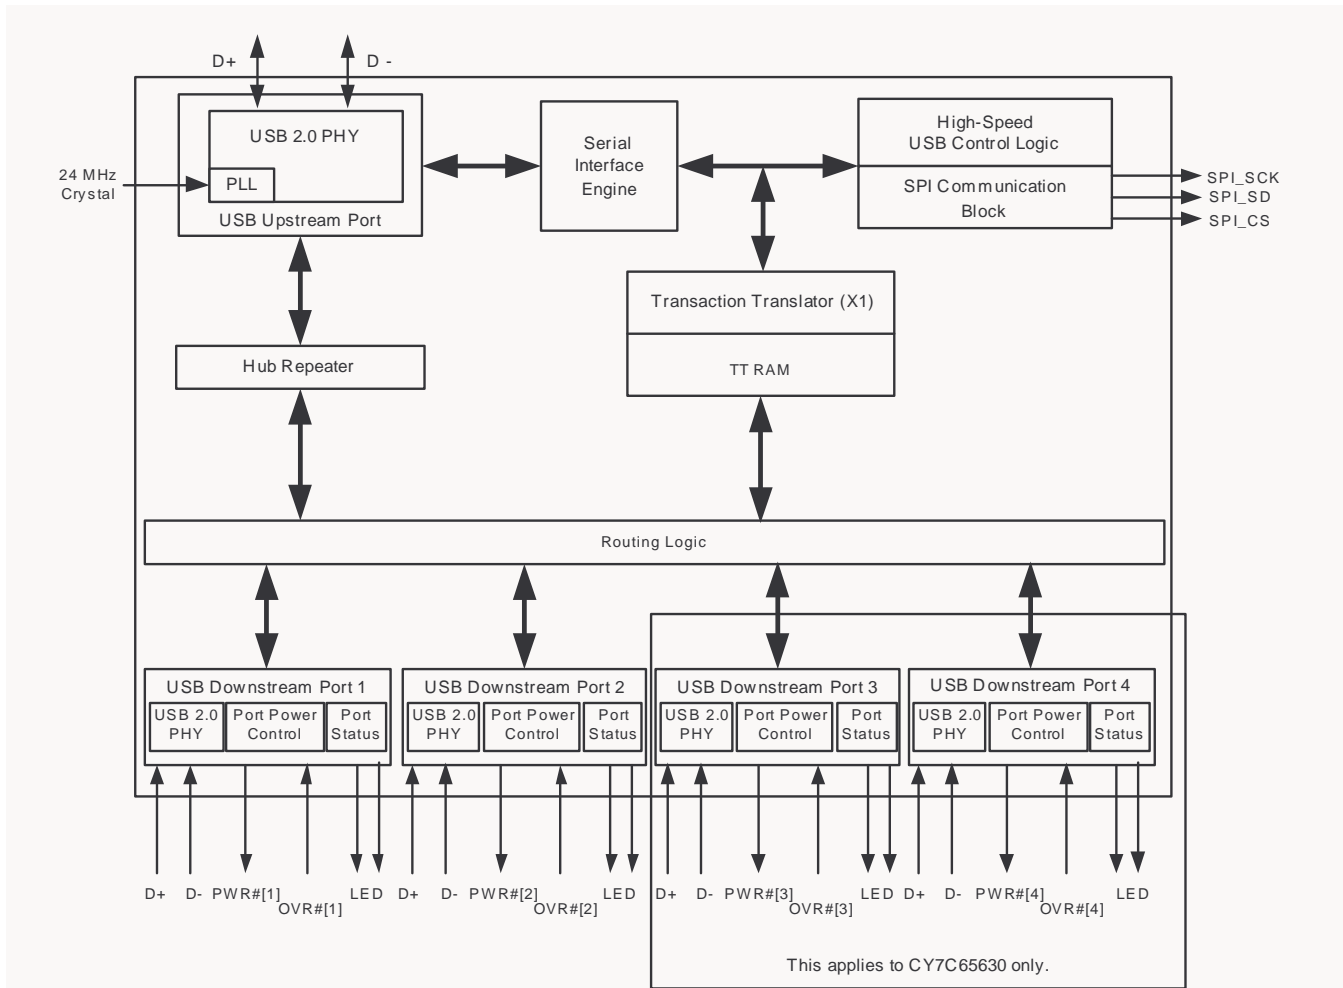 D+
D -
USB 2.0 PHY
PLL
USB Upstream Port
24 MHz
Crystal
Serial
Interface
Engine
High-Speed
USB Control Logic
SPI Communication
Block
SPI_SCK
SPI_SD
SPI_CS
Transaction Translator (X1)
TT RAM
Hub Repeater
Routing Logic
USB Downstream Port 1
USB 2.0
PHY
Port Power
Control
Port
Status
USB Downstream Port 2
USB 2.0
PHY
Port Power
Control
Port
Status
USB Downstream Port 3
USB 2.0
PHY
Port Power
Control
Port
Status
USB Downstream Port 4
USB 2.0
PHY
Port Power
Control
Port
Status
D+
D-
PWR#[1]
OVR#[1]
LED
D+
D-
PWR#[2]
OVR#[2]
LED
D+
D-
PWR#[3]
OVR#[3]
LED
D+
D-
PWR#[4]
OVR#[4]
LED
This applies to CY7C65630 only.